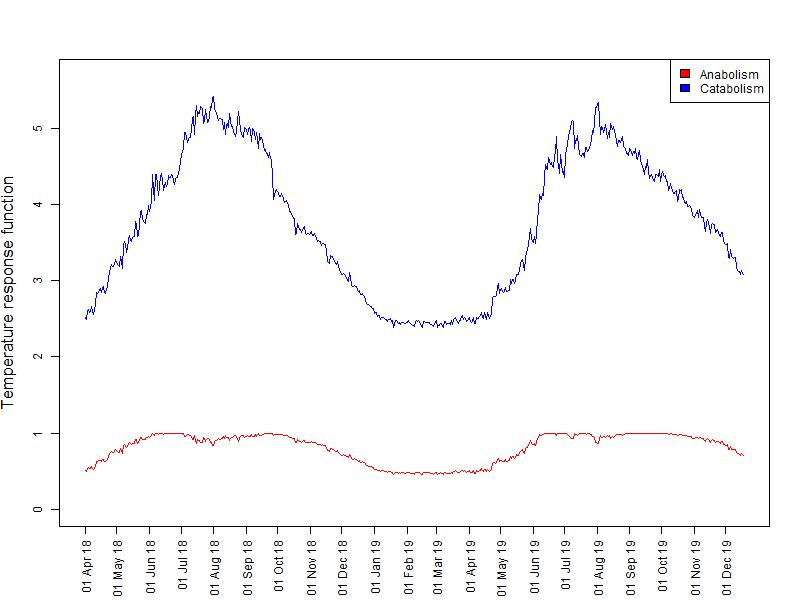 Anabolism
Catabolism
Temperature response function
5
4
3
2
1
0
01 Apr 18
01 May 18
01 Jun 18
01 Jul 18
01 Aug 18
01 Sep 18
01 Oct 18
01 Nov 18
01 Dec 18
01 Jan 19
01 Feb 19
01 Mar 19
01 Apr 19
01 May 19
01 Jun 19
01 Jul 19
01 Aug 19
01 Sep 19
01 Oct 19
01 Nov 19
01 Dec 19